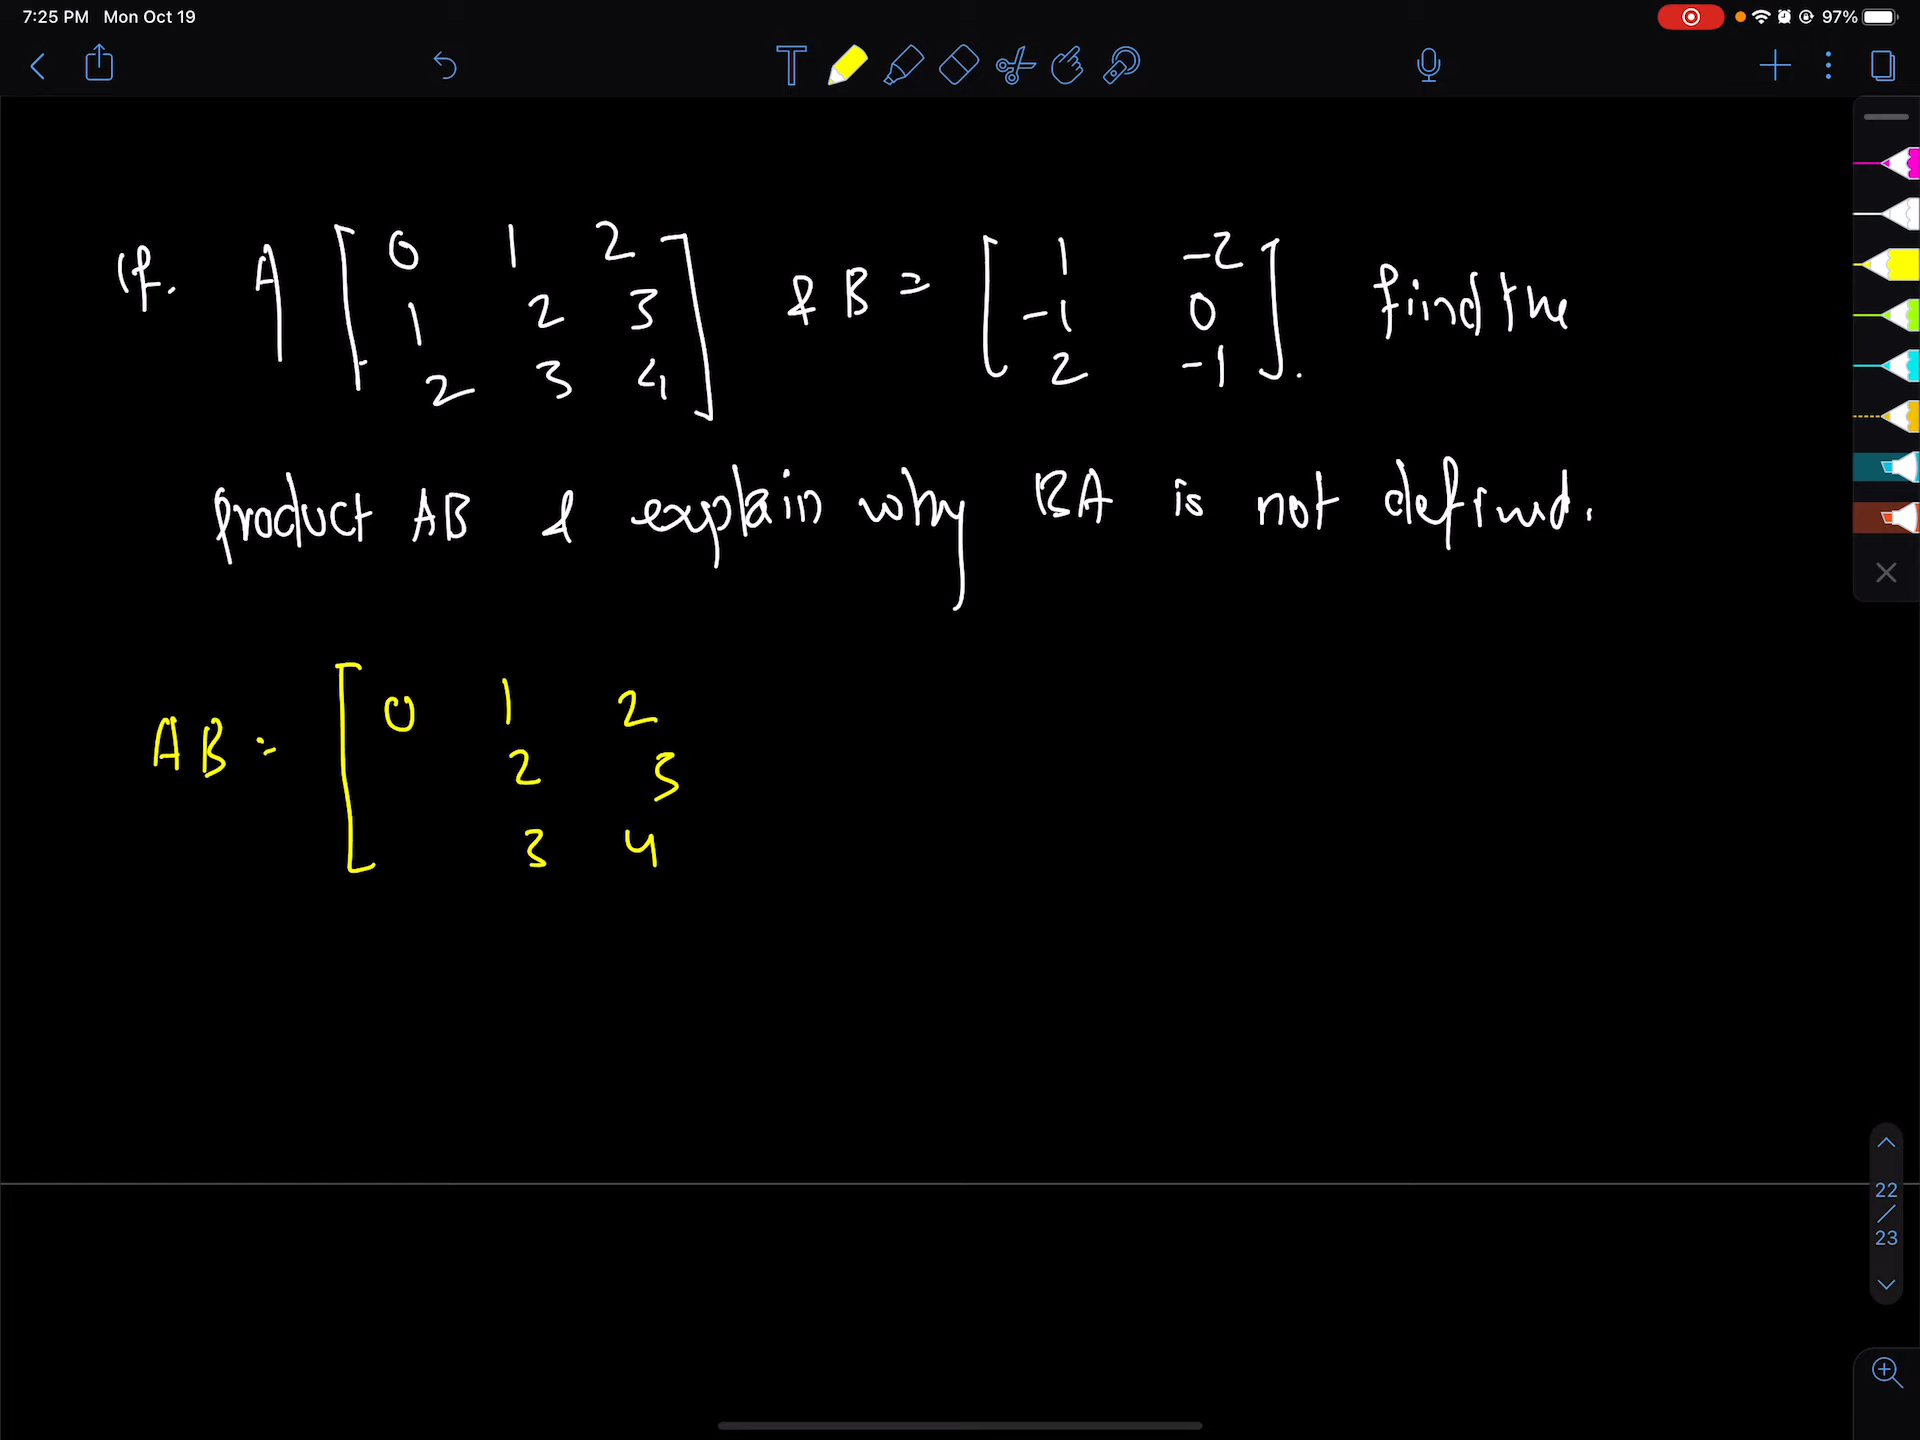 7:25 PM Mon Oct 19 97%
If. A [ 0 1 2 ] & B = [ 1 -2 ]. find the
1 2 3 -1 0
2 3 4 2 -1
product AB & explain why BA is not defined.
AB = [ 0 1 2
2 3
3 4
22
/
23